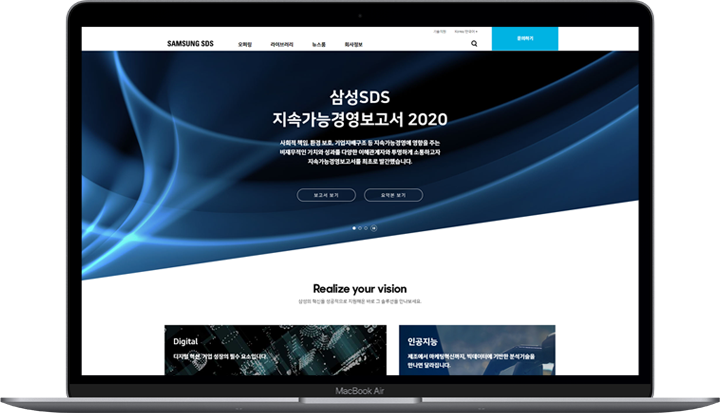 기술지원 Korea/한국어
SAMSUNG SDS 오퍼링 라이브러리 뉴스룸 회사정보 문의하기
삼성SDS
지속가능경영보고서 2020
사회적 책임, 환경 보호, 기업지배구조 등 지속가능경영에 영향을 주는
비재무적인 가치와 성과를 다양한 이해관계자와 투명하게 소통하고자
지속가능경영보고서를 최초로 발간했습니다.
보고서 보기 요약본 보기
Realize your vision
삼성의 혁신을 성공적으로 지원해온 바로 그 솔루션을 만나보세요.
Digital
디지털 혁신, 기업 성장의 필수 요소입니다.
인공지능
제조에서 마케팅혁신까지, 빅데이터에 기반한 분석기술을
만나면 달라집니다.
MacBook Air